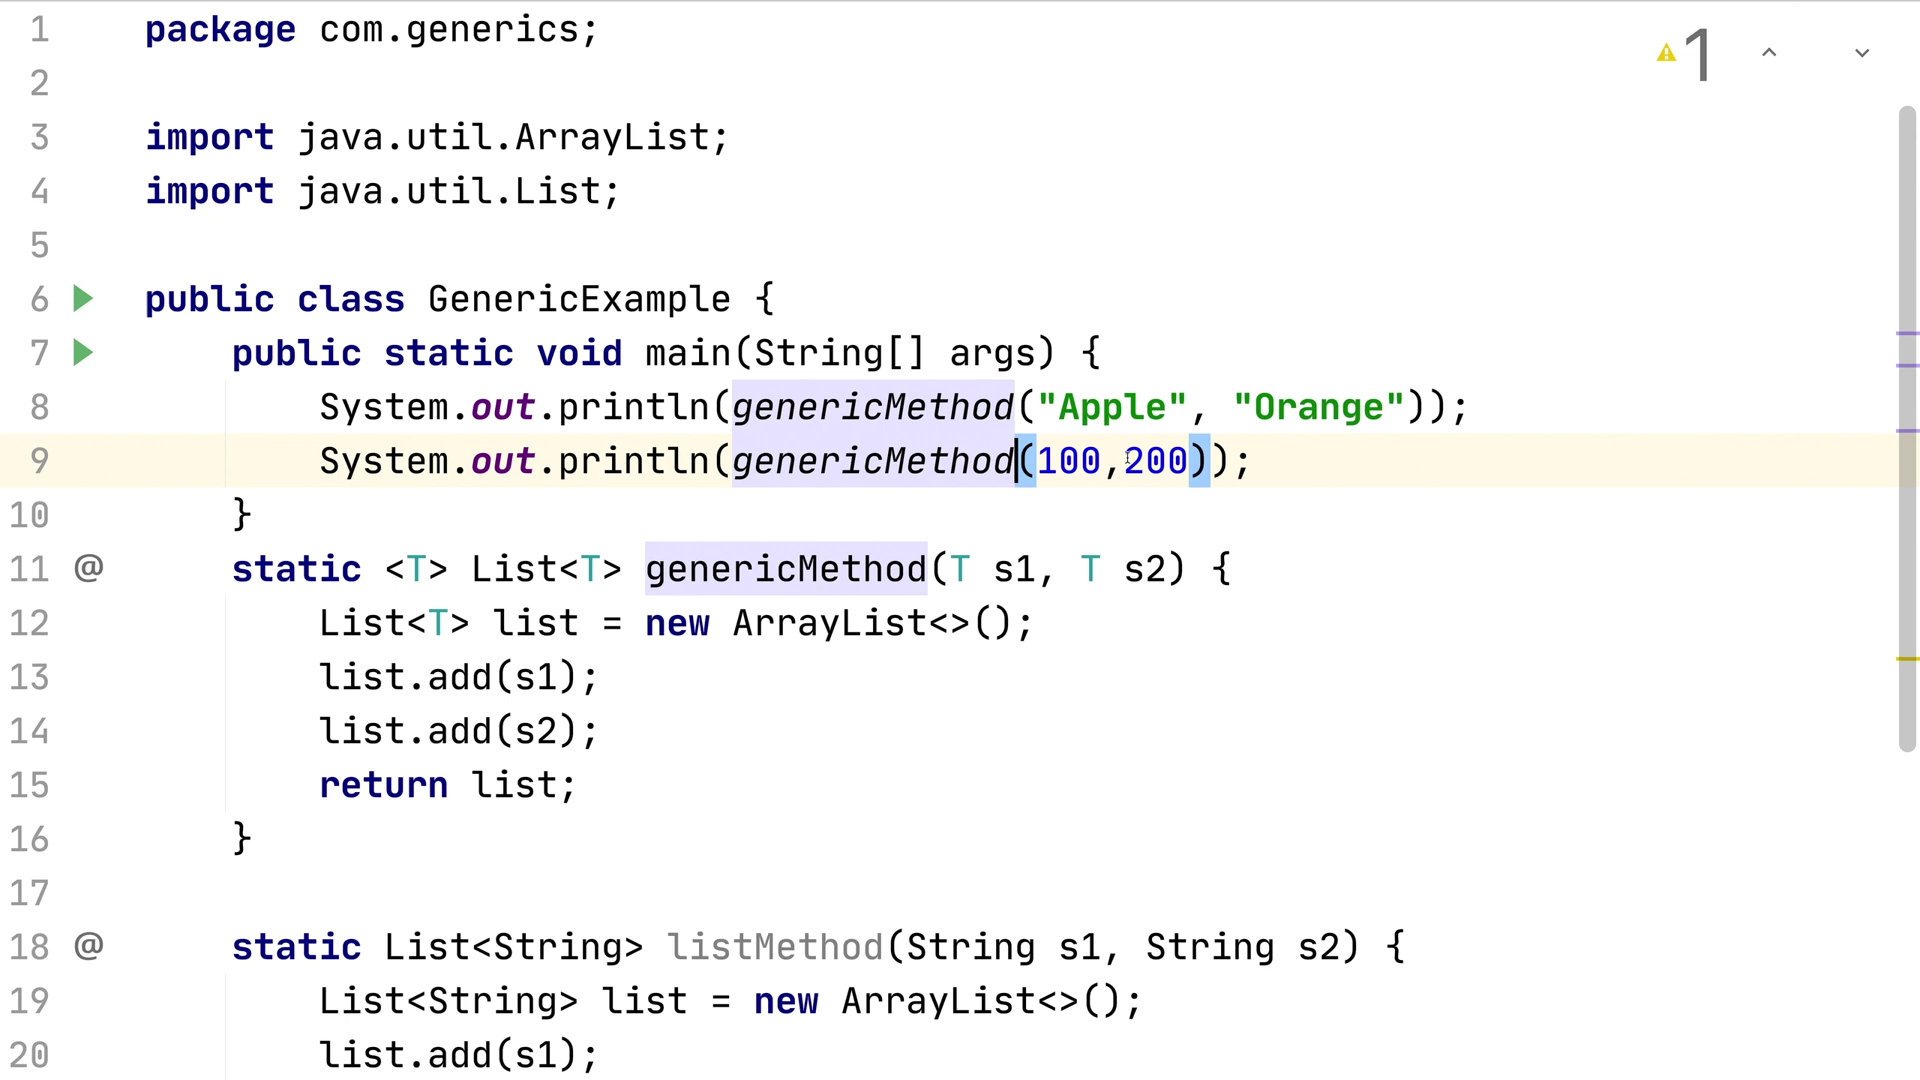 1 package com.generics;
2
3 import java.util.ArrayList;
4 import java.util.List;
5
6 public class GenericExample {
7 public static void main(String[] args) {
8 System.out.println(genericMethod("Apple", "Orange"));
9 System.out.println(genericMethod(100,200));
10 }
11 @ static <T> List<T> genericMethod(T s1, T s2) {
12 List<T> list = new ArrayList<>();
13 list.add(s1);
14 list.add(s2);
15 return list;
16 }
17
18 @ static List<String> listMethod(String s1, String s2) {
19 List<String> list = new ArrayList<>();
20 list.add(s1);
1